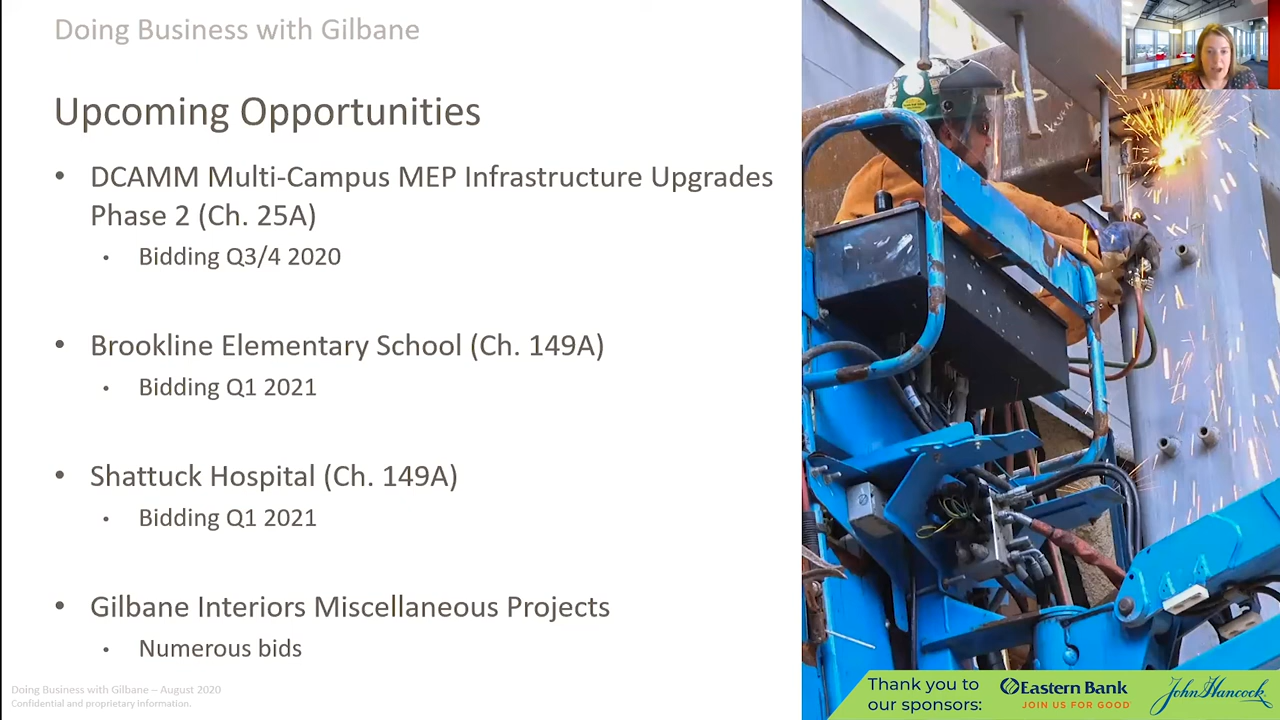 Doing Business with Gilbane
Upcoming Opportunities
• DCAMM Multi-Campus MEP Infrastructure Upgrades
Phase 2 (Ch. 25A)
• Bidding Q3/4 2020
• Brookline Elementary School (Ch. 149A)
• Bidding Q1 2021
• Shattuck Hospital (Ch. 149A)
• Bidding Q1 2021
• Gilbane Interiors Miscellaneous Projects
• Numerous bids
Doing Business with Gilbane – August 2020
Confidential and proprietary information.
Kevin
Thank you to
our sponsors:
Eastern Bank
JOIN US FOR GOOD
John Hancock